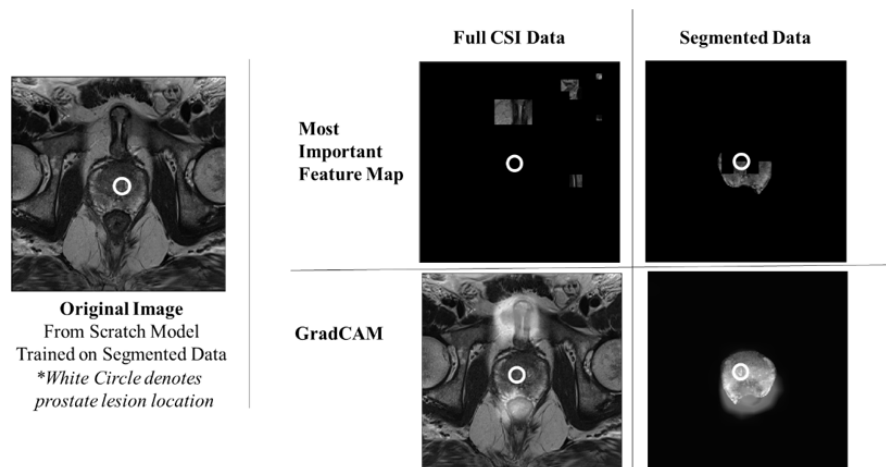 Full CSI Data
Segmented Data
Most
Important
Feature Map
Original Image
From Scratch Model
Trained on Segmented Data
*White Circle denotes
prostate lesion location
GradCAM